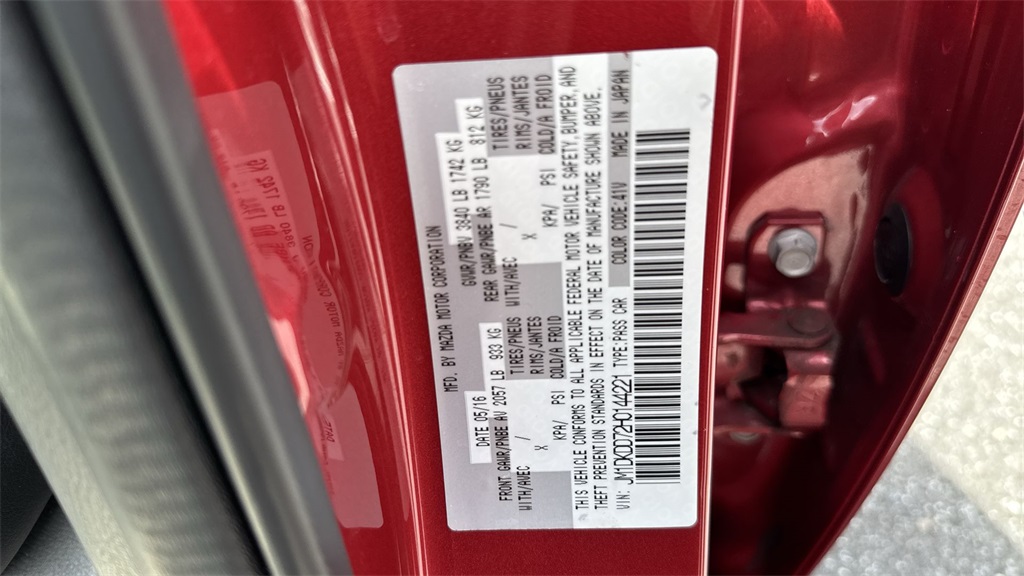 MFD. BY MAZDA MOTOR CORPORATION
DATE 05/16 GAWR/PNBV 3840 LB 1742 KG
FRONT GAWR/PNBE AV 2057 LB 933 KG REAR GAWR/PNBE AR 1790 LB 812 KG
WITH/AVEC TIRES/PNEUS WITH/AVEC TIRES/PNEUS
X / RIMS/JANTES X / RIMS/JANTES
KPA/ PSI COLD/A FROID KPA/ PSI COLD/A FROID
THIS VEHICLE CONFORMS TO ALL APPLICABLE FEDERAL MOTOR VEHICLE SAFETY, BUMPER, AND
THEFT PREVENTION STANDARDS IN EFFECT ON THE DATE OF MANUFACTURE SHOWN ABOVE.
VIN: JM1DKDD72H0144221 TYPE:PASS CAR COLOR CODE:41V MADE IN JAPAN